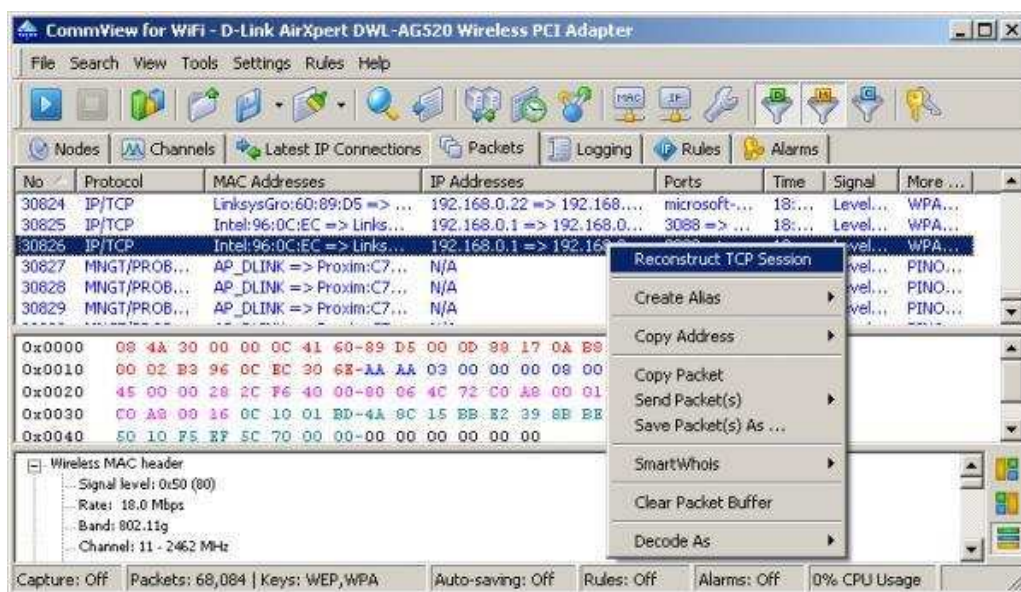 CommView for WiFi - D-Link AirXpert DWL-AG520 Wireless PCI Adapter
File Search View Tools Settings Rules Help
MAC IP
Nodes Channels Latest IP Connections Packets Logging Rules Alarms
No Protocol MAC Addresses IP Addresses Ports Time Signal More ...
30824 IP/TCP LinksysGro:60:89:D5 => ... 192.168.0.22 => 192.168.... microsoft-... 18:... Level... WPA...
30825 IP/TCP Intel:96:0C:EC => Links... 192.168.0.1 => 192.168.0... 3088 => ... 18:... Level... WPA...
30826 IP/TCP Intel:96:0C:EC => Links... 192.168.0.1 => WPA...
30827 MNGT/PROB... AP_DLINK => Proxim:C7... N/A PINO...
30828 MNGT/PROB... AP_DLINK => Proxim:C7... N/A PINO...
30829 MNGT/PROB... AP_DLINK => Proxim:C7... N/A PINO...
Reconstruct TCP Session
Create Alias
Copy Address
Copy Packet
Send Packet(s)
Save Packet(s) As ...
SmartWhois
Clear Packet Buffer
Decode As
0x0000 08 4A 30 00 00 0C 41 60-89 D5 00 0D 88 17 0A B8
0x0010 00 02 B3 96 0C EC 30 6E-AA AA 03 00 00 00 08 00
0x0020 45 00 00 28 2C F6 40 00-80 06 4C 72 C0 A8 00 01
0x0030 C0 A8 00 16 0C 10 01 BD-4A 8C 15 BB E2 39 8B BE
0x0040 50 10 F5 EF 5C 70 00 00-00 00 00 00 00 00
Wireless MAC header
Signal level: 0x50 (80)
Rate: 18.0 Mbps
Band: 802.11g
Channel: 11 - 2462 MHz
Capture: Off Packets: 68,084 | Keys: WEP,WPA Auto-saving: Off Rules: Off Alarms: Off 0% CPU Usage